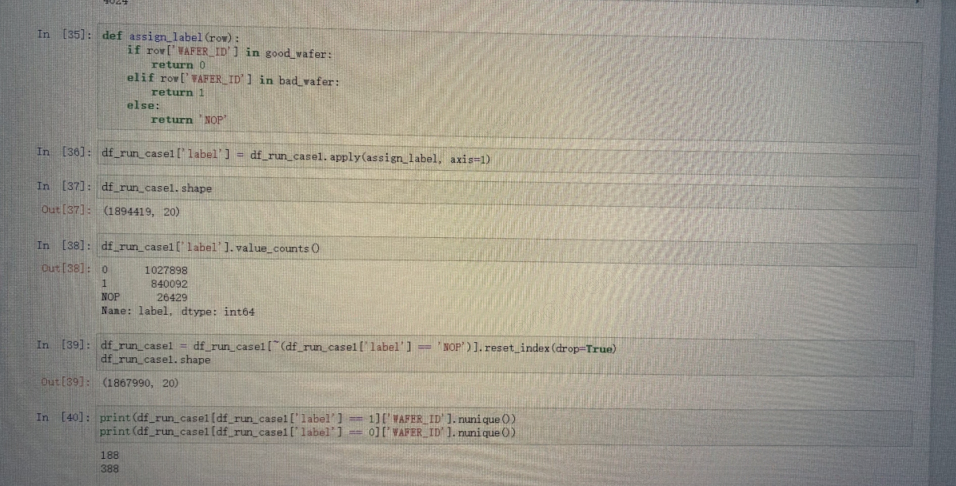 4024
In [35]: def assign_label(row):
    if row['WAFER_ID'] in good_wafer:
        return 0
    elif row['WAFER_ID'] in bad_wafer:
        return 1
    else:
        return 'NOP'
In [36]: df_run_case1['label'] = df_run_case1.apply(assign_label, axis=1)
In [37]: df_run_case1.shape
Out[37]: (1894419, 20)
In [38]: df_run_case1['label'].value_counts()
Out[38]: 0 1027898
1 840092
NOP 26429
Name: label, dtype: int64
In [39]: df_run_case1 = df_run_case1[~(df_run_case1['label'] == 'NOP')].reset_index(drop=True)
df_run_case1.shape
Out[39]: (1867990, 20)
In [40]: print(df_run_case1[df_run_case1['label'] == 1]['WAFER_ID'].nunique())
print(df_run_case1[df_run_case1['label'] == 0]['WAFER_ID'].nunique())
188
388